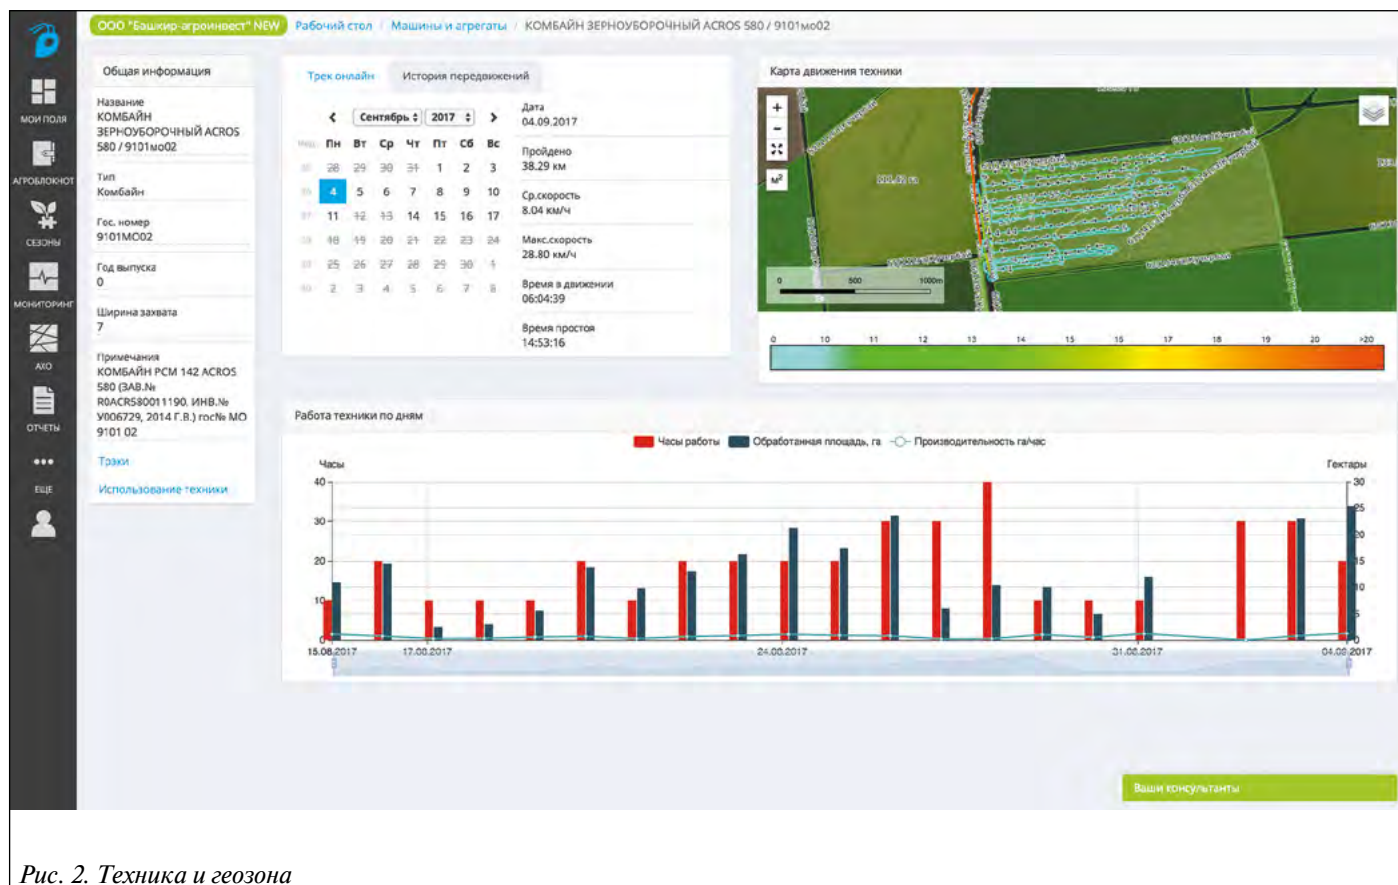 ООО "Башкир-агроинвест" NEW
Рабочий стол / Машины и агрегаты / КОМБАЙН ЗЕРНОУБОРОЧНЫЙ ACROS 580 / 9101мо02
МОИ ПОЛЯ
АГРОБЛОКНОТ
СЕЗОНЫ
МОНИТОРИНГ
АХО
ОТЧЕТЫ
ЕЩЕ
Общая информация
Название
КОМБАЙН
ЗЕРНОУБОРОЧНЫЙ ACROS
580 / 9101мо02
Тип
Комбайн
Гос. номер
9101МО02
Год выпуска
0
Ширина захвата
7
Примечания
КОМБАЙН РСМ 142 ACROS
580 (ЗАВ.№
R0ACR580011190, ИНВ.№
У006729, 2014 Г.В.) гос№ МО
9101 02
Трэки
Использование техники
Трек онлайн
История передвижений
Сентябрь 2017
Пн Вт Ср Чт Пт Сб Вс
28 29 30 31 1 2 3
4 5 6 7 8 9 10
11 12 13 14 15 16 17
18 19 20 21 22 23 24
25 26 27 28 29 30 1
2 3 4 5 6 7 8
Дата
04.09.2017
Пройдено
38.29 км
Ср.скорость
8.04 км/ч
Макс.скорость
28.80 км/ч
Время в движении
06:04:39
Время простоя
14:53:16
Карта движения техники
+
-
м²
111,42 га
0 500 1000m
0 10 11 12 13 14 15 15 17 18 19 20 >20
Работа техники по дням
Часы работы Обработанная площадь, га Производительность га/час
Часы
Гектары
40
30
20
10
0
30
25
20
15
10
5
0
15.08.2017 17.08.2017 24.08.2017 31.08.2017 04.09.2017
Ваши консультанты
Рис. 2. Техника и геозона